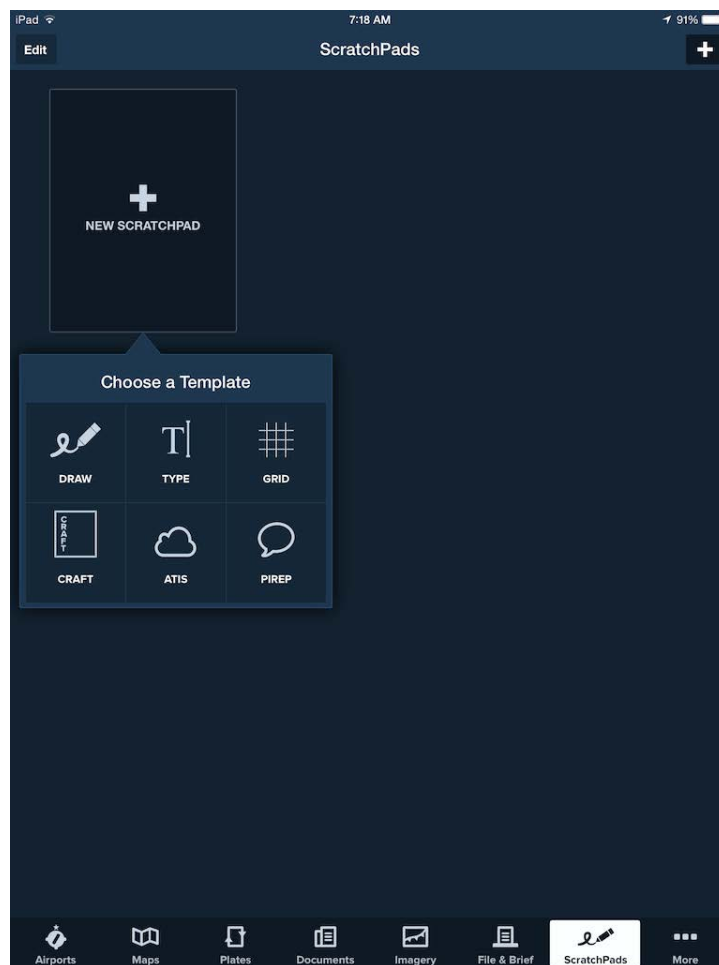 iPad 7:18 AM 91%
Edit ScratchPads
NEW SCRATCHPAD
Choose a Template
DRAW TYPE GRID
CRAFT
CRAFT ATIS PIREP
Airports Maps Plates Documents Imagery File & Brief ScratchPads More